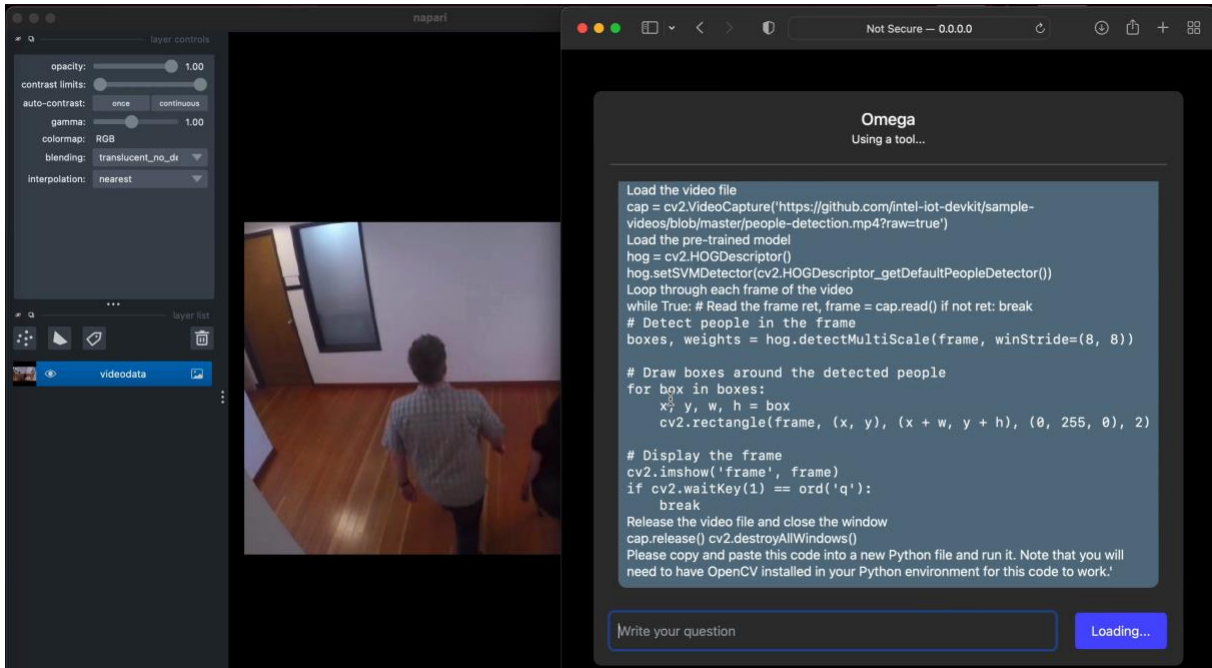 napari
layer controls
opacity: 1.00
contrast limits:
auto-contrast: once continuous
gamma: 1.00
colormap: RGB
blending: translucent_no_de
interpolation: nearest
layer list
videodata
Not Secure — 0.0.0.0
Omega
Using a tool...
Load the video file
cap = cv2.VideoCapture('https://github.com/intel-iot-devkit/sample-
videos/blob/master/people-detection.mp4?raw=true')
Load the pre-trained model
hog = cv2.HOGDescriptor()
hog.setSVMDetector(cv2.HOGDescriptor_getDefaultPeopleDetector())
Loop through each frame of the video
while True: # Read the frame ret, frame = cap.read() if not ret: break
# Detect people in the frame
boxes, weights = hog.detectMultiScale(frame, winStride=(8, 8))
# Draw boxes around the detected people
for box in boxes:
x, y, w, h = box
cv2.rectangle(frame, (x, y), (x + w, y + h), (0, 255, 0), 2)
# Display the frame
cv2.imshow('frame', frame)
if cv2.waitKey(1) == ord('q'):
break
Release the video file and close the window
cap.release() cv2.destroyAllWindows()
Please copy and paste this code into a new Python file and run it. Note that you will
need to have OpenCV installed in your Python environment for this code to work.'
Write your question
Loading...